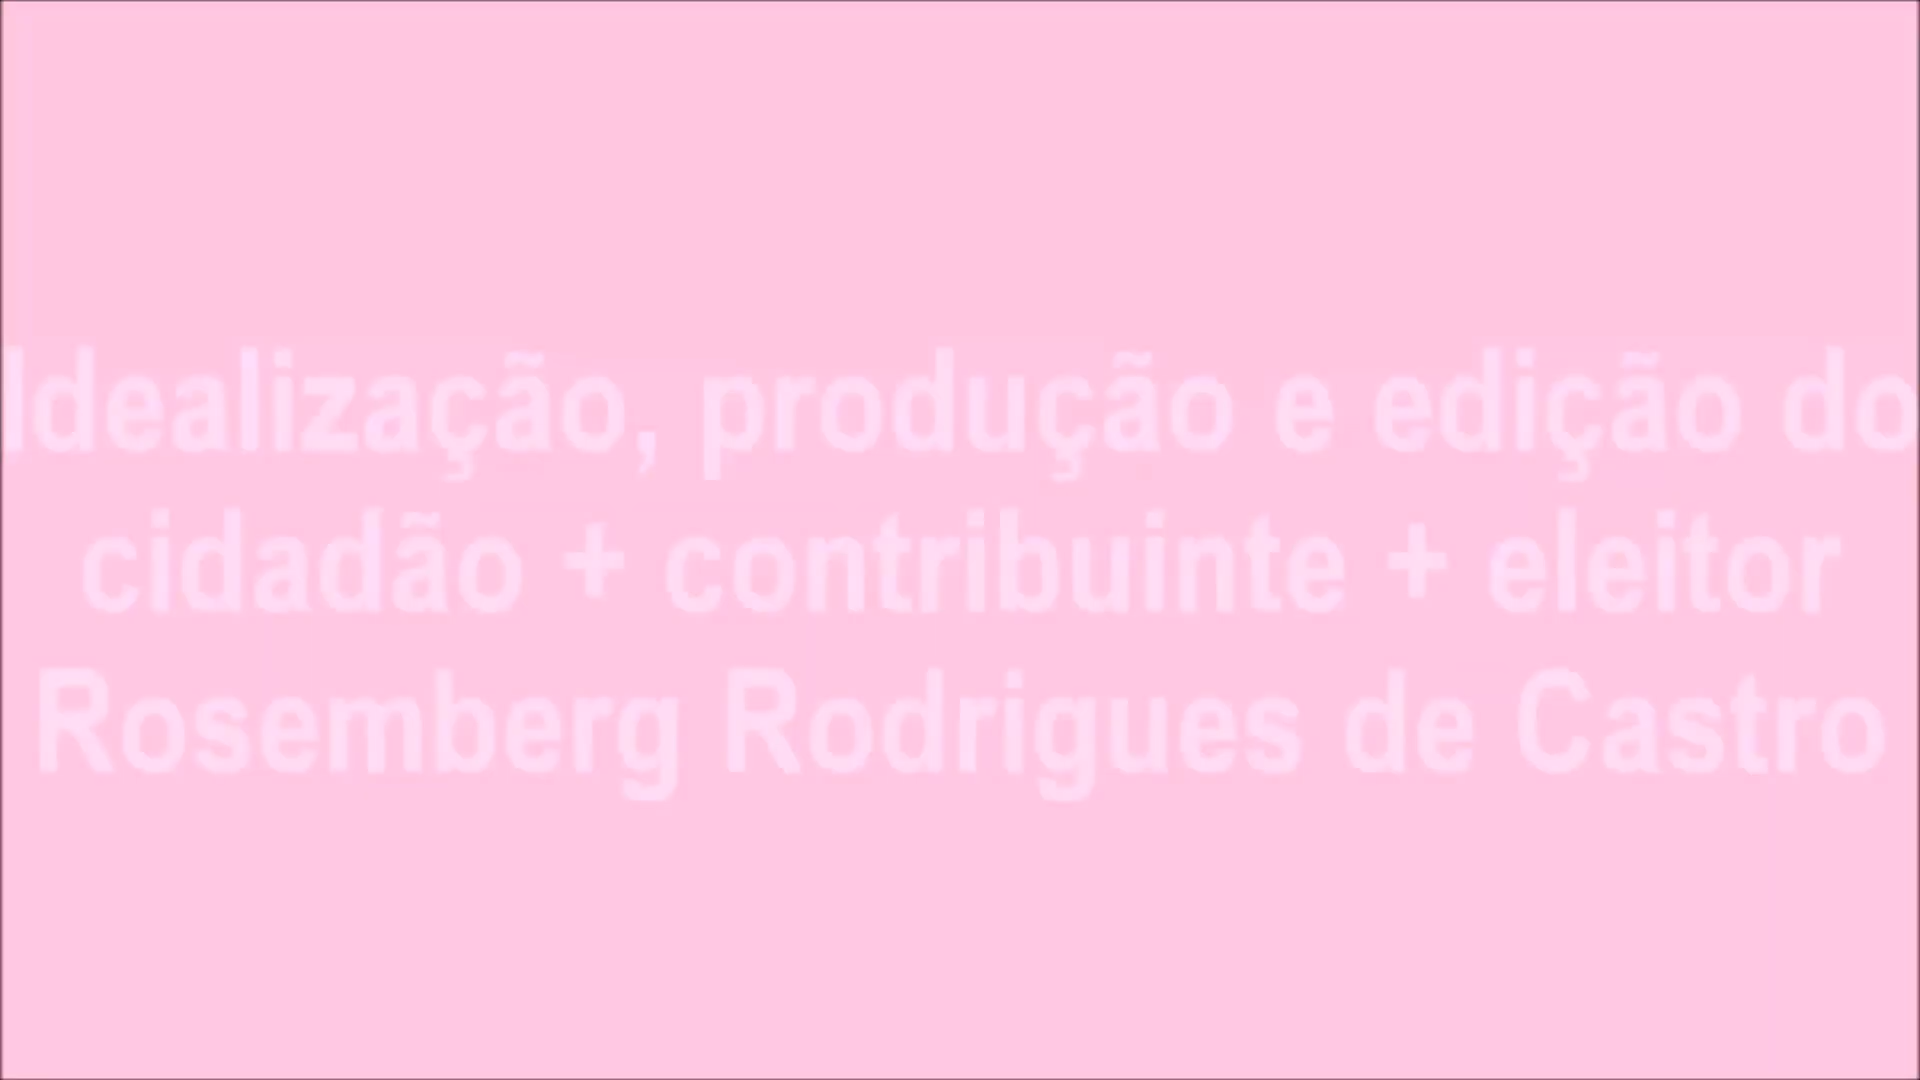 Idealização, produção e edição do
cidadão + contribuinte + eleitor
Rosemberg Rodrigues de Castro